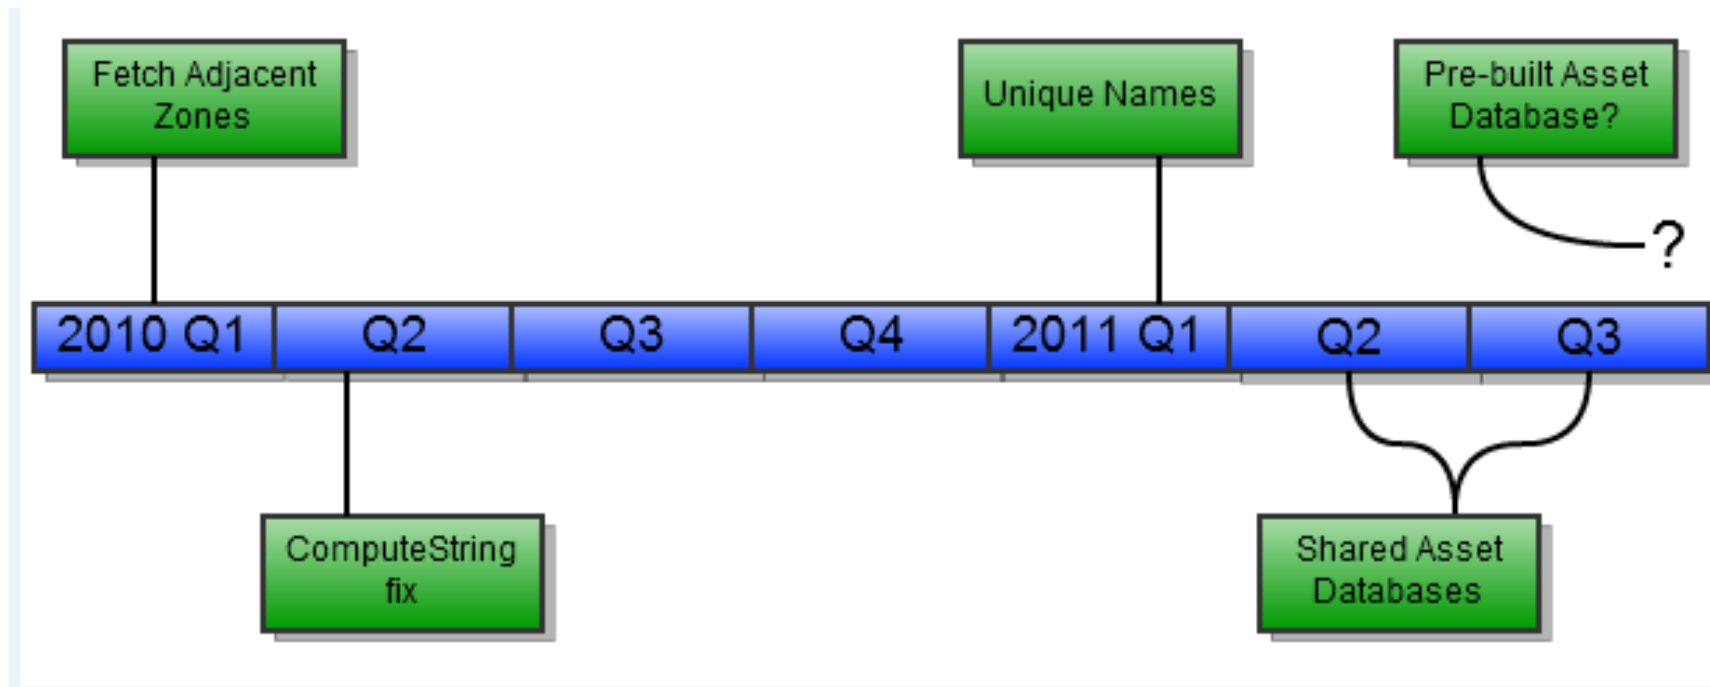 Fetch Adjacent
Zones
Unique Names
Pre-built Asset
Database?
?
2010 Q1 Q2 Q3 Q4 2011 Q1 Q2 Q3
ComputeString
fix
Shared Asset
Databases